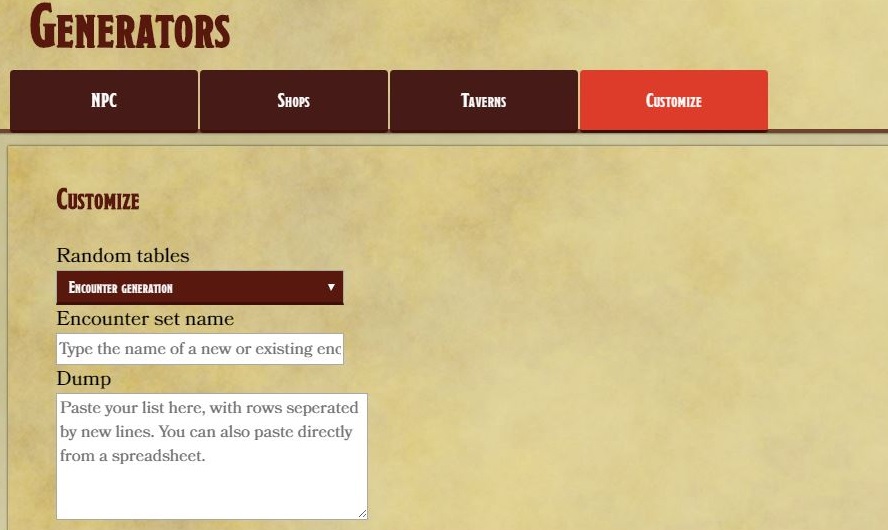 Generators
NPC Shops Taverns Customize
Customize
Random tables
Encounter generation
Encounter set name
Type the name of a new or existing enc
Dump
Paste your list here, with rows seperated
by new lines. You can also paste directly
from a spreadsheet.